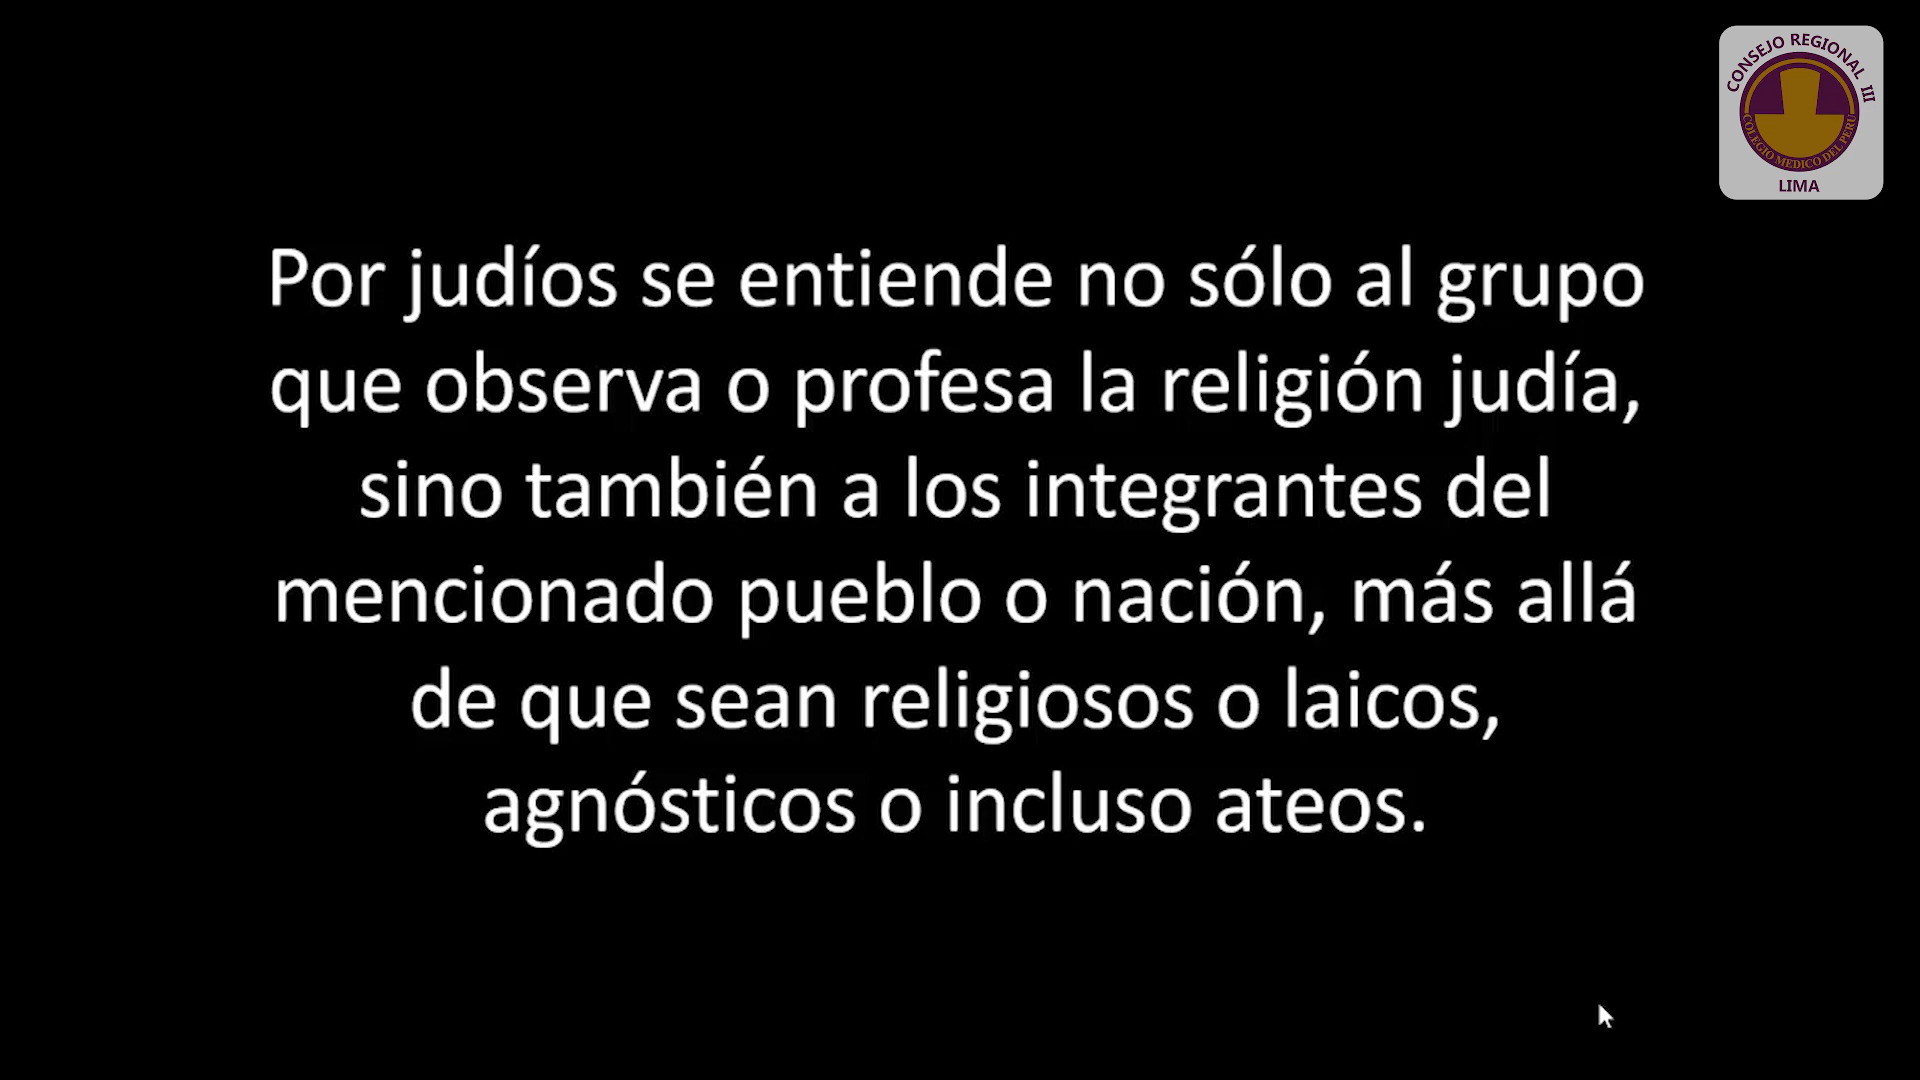 CONSEJO REGIONAL III
COLEGIO MEDICO DEL PERU
LIMA
Por judíos se entiende no sólo al grupo
que observa o profesa la religión judía,
sino también a los integrantes del
mencionado pueblo o nación, más allá
de que sean religiosos o laicos,
agnósticos o incluso ateos.